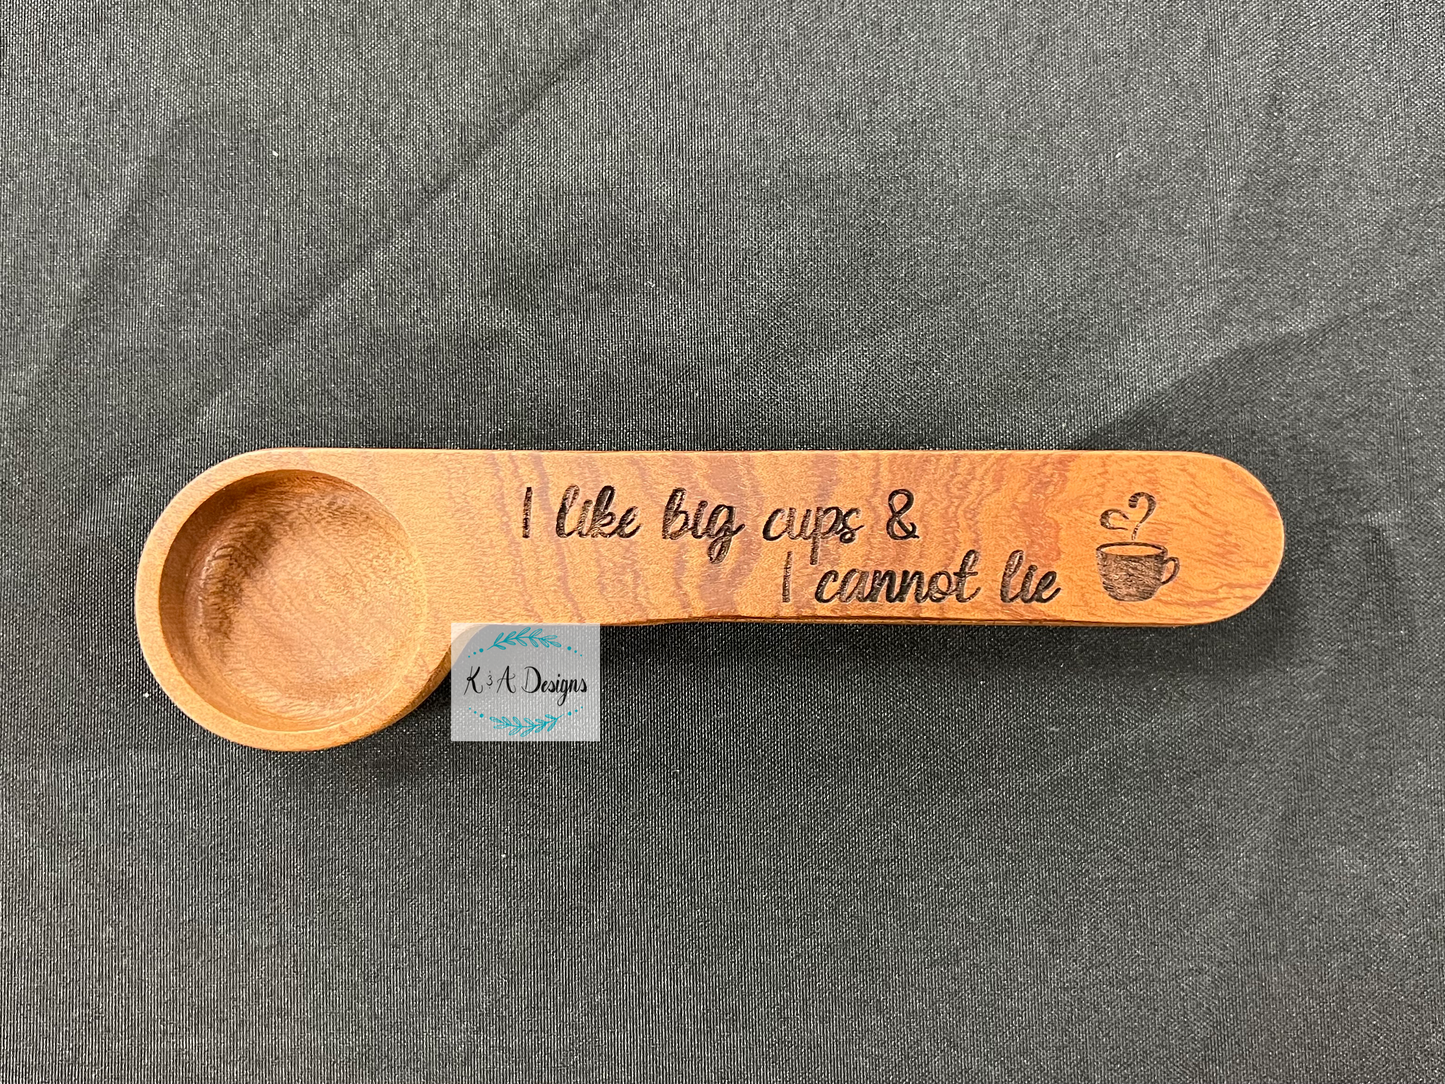 I like big cups &
I cannot lie
K & A Designs